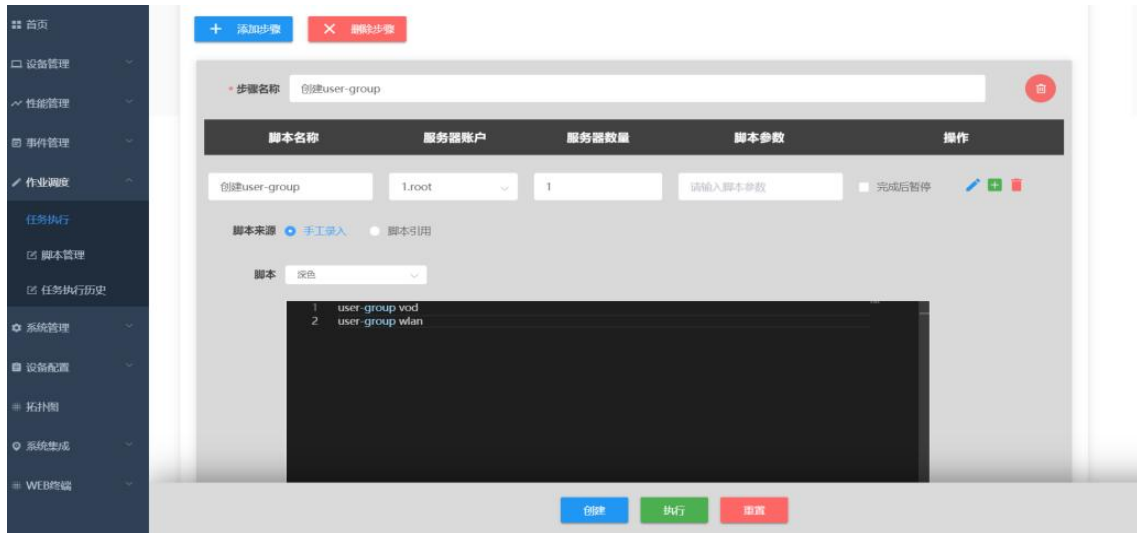 首页
设备管理
性能管理
事件管理
作业调度
任务执行
脚本管理
任务执行历史
系统管理
设备配置
拓扑图
系统集成
WEB终端
添加步骤 删除步骤
* 步骤名称 创建user-group
脚本名称 服务器账户 服务器数量 脚本参数 操作
创建user-group 1.root 1 请输入脚本参数 完成后暂停
脚本来源 手工录入 脚本引用
脚本 深色
1 user-group vod
2 user-group wlan
创建 执行 重置